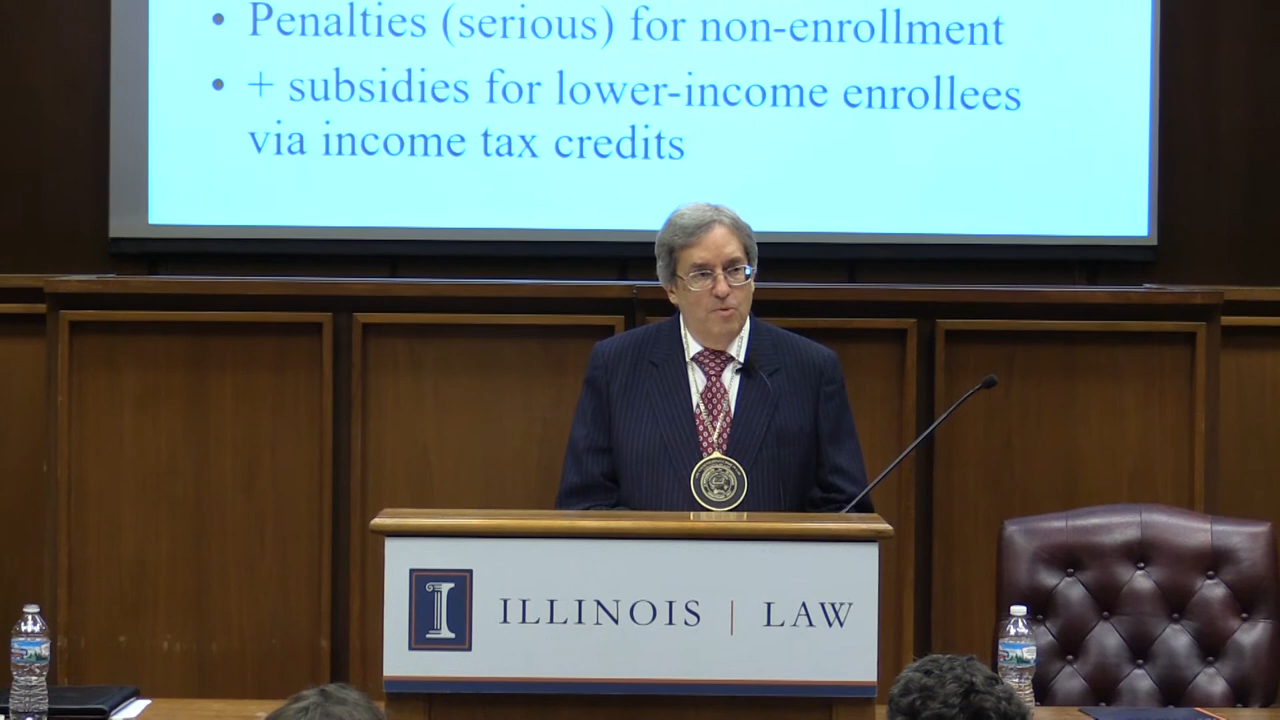 • Penalties (serious) for non-enrollment
• + subsidies for lower-income enrollees
via income tax credits
I ILLINOIS | LAW